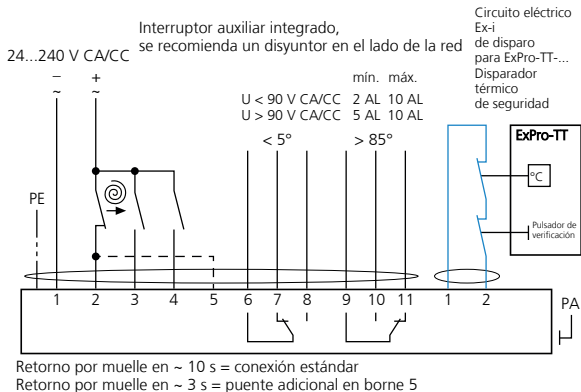 Interruptor auxiliar integrado,
se recomienda un disyuntor en el lado de la red
24...240 V CA/CC
– +
~ ~
mín. máx.
U < 90 V CA/CC 2 AL 10 AL
U > 90 V CA/CC 5 AL 10 AL
< 5° > 85°
Circuito eléctrico
Ex-i
de disparo
para ExPro-TT-...
Disparador
térmico
de seguridad
ExPro-TT
°C
Pulsador de
verificación
PE
1 2 3 4 5 6 7 8 9 10 11 1 2
PA
Retorno por muelle en ~ 10 s = conexión estándar
Retorno por muelle en ~ 3 s = puente adicional en borne 5